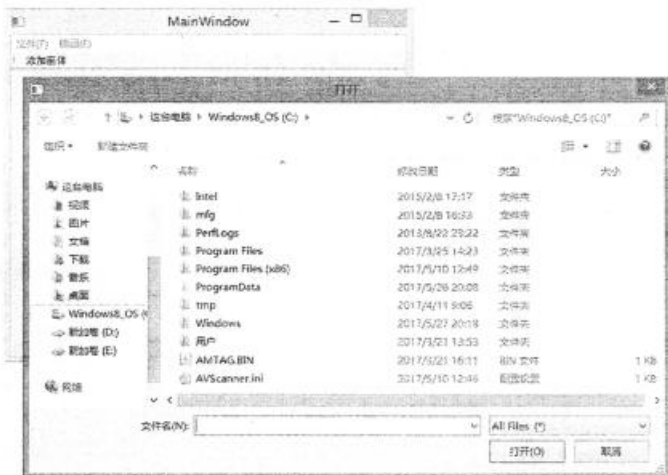 MainWindow
文件(F) 绘画(F)
添加画体
打开
这台电脑 ▸ Windows8_OS (C:) ▸
搜索"Windows8_OS (C:)"
组织 新建文件夹
名称 修改日期 类型 大小
这台电脑
视频
图片
文档
下载
音乐
桌面
Windows8_OS (
新加卷 (D:)
新加卷 (E:)
网络
Intel 2015/2/8 17:17 文件夹
mfg 2015/2/8 16:33 文件夹
PerfLogs 2013/8/22 23:22 文件夹
Program Files 2017/3/25 14:23 文件夹
Program Files (x86) 2017/5/10 12:49 文件夹
ProgramData 2017/5/26 20:08 文件夹
tmp 2017/4/11 9:06 文件夹
Windows 2017/5/27 20:18 文件夹
用户 2017/3/21 13:53 文件夹
AMTAG.BIN 2017/3/21 16:11 BIN 文件 1 KB
AVScanner.ini 2017/5/10 12:46 配置设置 1 KB
文件名(N): All Files (*)
打开(O) 取消